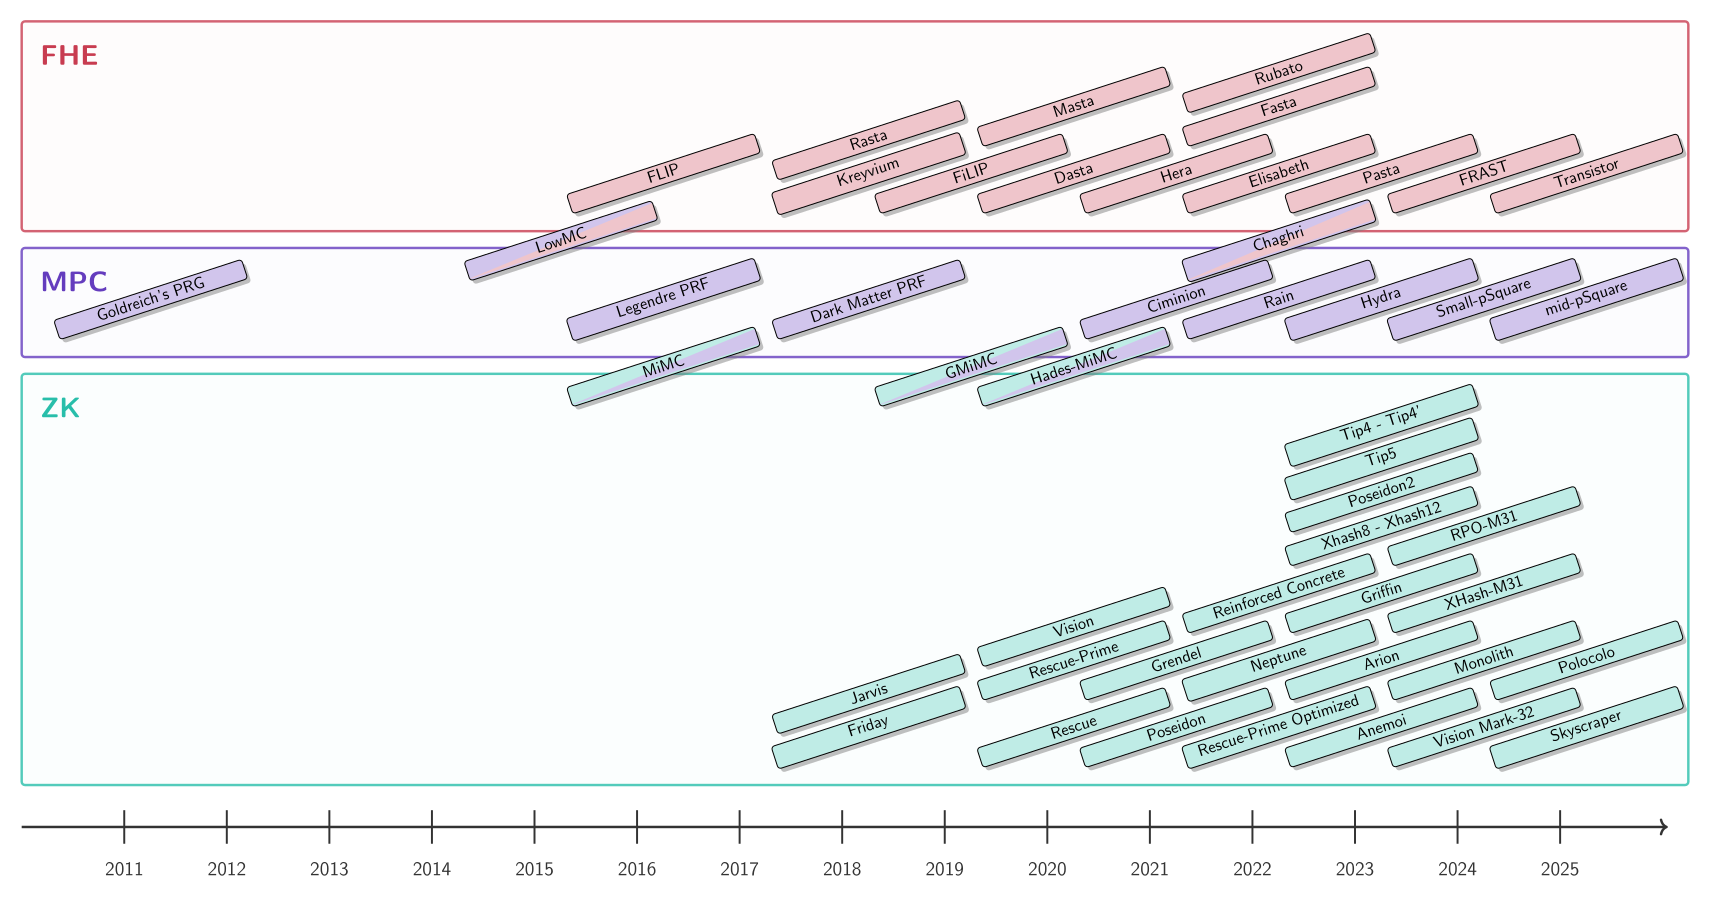 FHE
Rubato
Fasta
Masta
Rasta
Kreyvium
FLIP
FiLIP
Dasta
Hera
Elisabeth
Pasta
FRAST
Transistor
LowMC
Chaghri
MPC
Goldreich's PRG
Legendre PRF
Dark Matter PRF
Ciminion
Rain
Hydra
Small-pSquare
mid-pSquare
MiMC
GMiMC
Hades-MiMC
ZK
Tip4 - Tip4'
Tip5
Poseidon2
Xhash8 - Xhash12
RPO-M31
Reinforced Concrete
Griffin
XHash-M31
Vision
Rescue-Prime
Grendel
Neptune
Arion
Monolith
Polocolo
Jarvis
Friday
Rescue
Poseidon
Rescue-Prime Optimized
Anemoi
Vision Mark-32
Skyscraper
2011 2012 2013 2014 2015 2016 2017 2018 2019 2020 2021 2022 2023 2024 2025